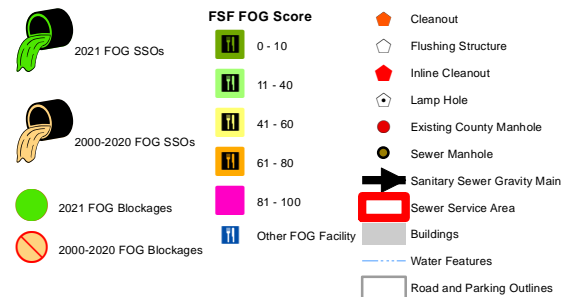 2021 FOG SSOs
2000-2020 FOG SSOs
2021 FOG Blockages
2000-2020 FOG Blockages
FSF FOG Score
0 - 10
11 - 40
41 - 60
61 - 80
81 - 100
Other FOG Facility
Cleanout
Flushing Structure
Inline Cleanout
Lamp Hole
Existing County Manhole
Sewer Manhole
Sanitary Sewer Gravity Main
Sewer Service Area
Buildings
Water Features
Road and Parking Outlines